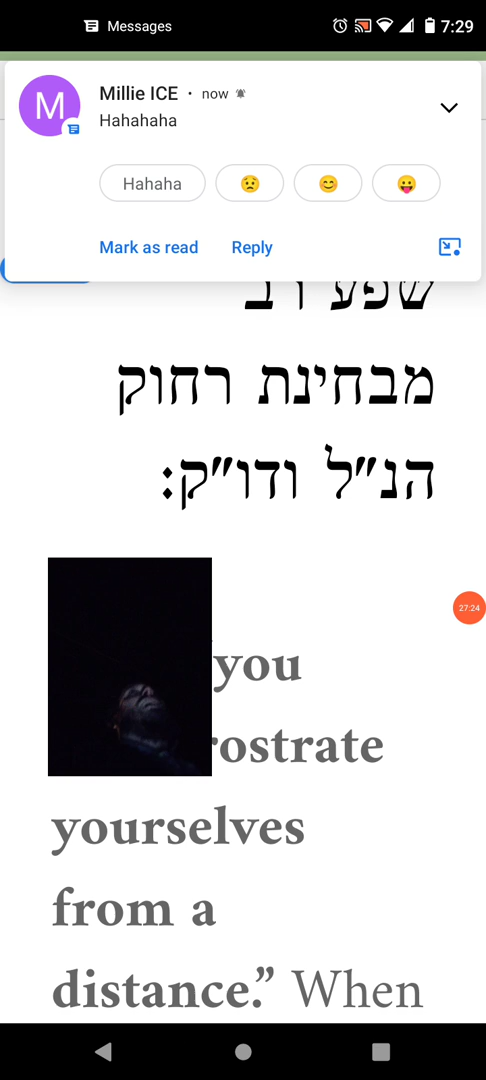 Messages
7:29
M
Millie ICE • now
Hahahaha
Hahaha
Mark as read
Reply
שפע רב
מבחינת רחוק
הנ״ל ודו״ק:
27:24
you
rostrate
yourselves
from a
distance.” When